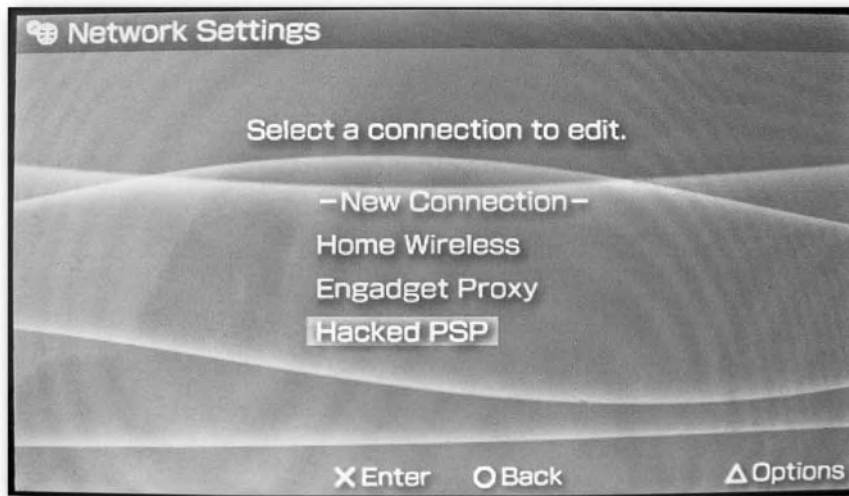 Network Settings
Select a connection to edit.
-New Connection-
Home Wireless
Engadget Proxy
Hacked PSP
X Enter O Back △ Options